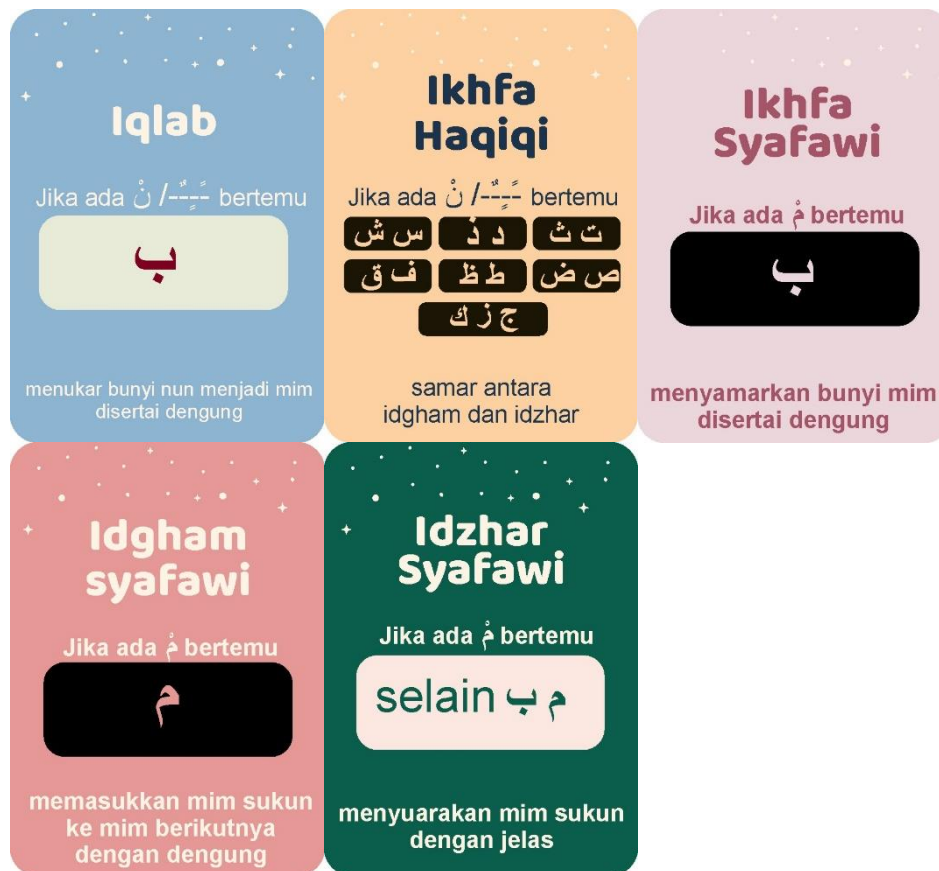 Iqlab
Jika ada نْ /--ًٌٍ-- bertemu
ب
menukar bunyi nun menjadi mim
disertai dengung
Ikhfa
Haqiqi
Jika ada نْ /--ًٌٍ-- bertemu
ت ث د ذ س ش
ص ض ط ظ ف ق
ج ز ك
samar antara
idgham dan idzhar
Ikhfa
Syafawi
Jika ada مْ bertemu
ب
menyamarkan bunyi mim
disertai dengung
Idgham
syafawi
Jika ada مْ bertemu
م
memasukkan mim sukun
ke mim berikutnya
dengan dengung
Idzhar
Syafawi
Jika ada مْ bertemu
selain م ب
menyuarakan mim sukun
dengan jelas